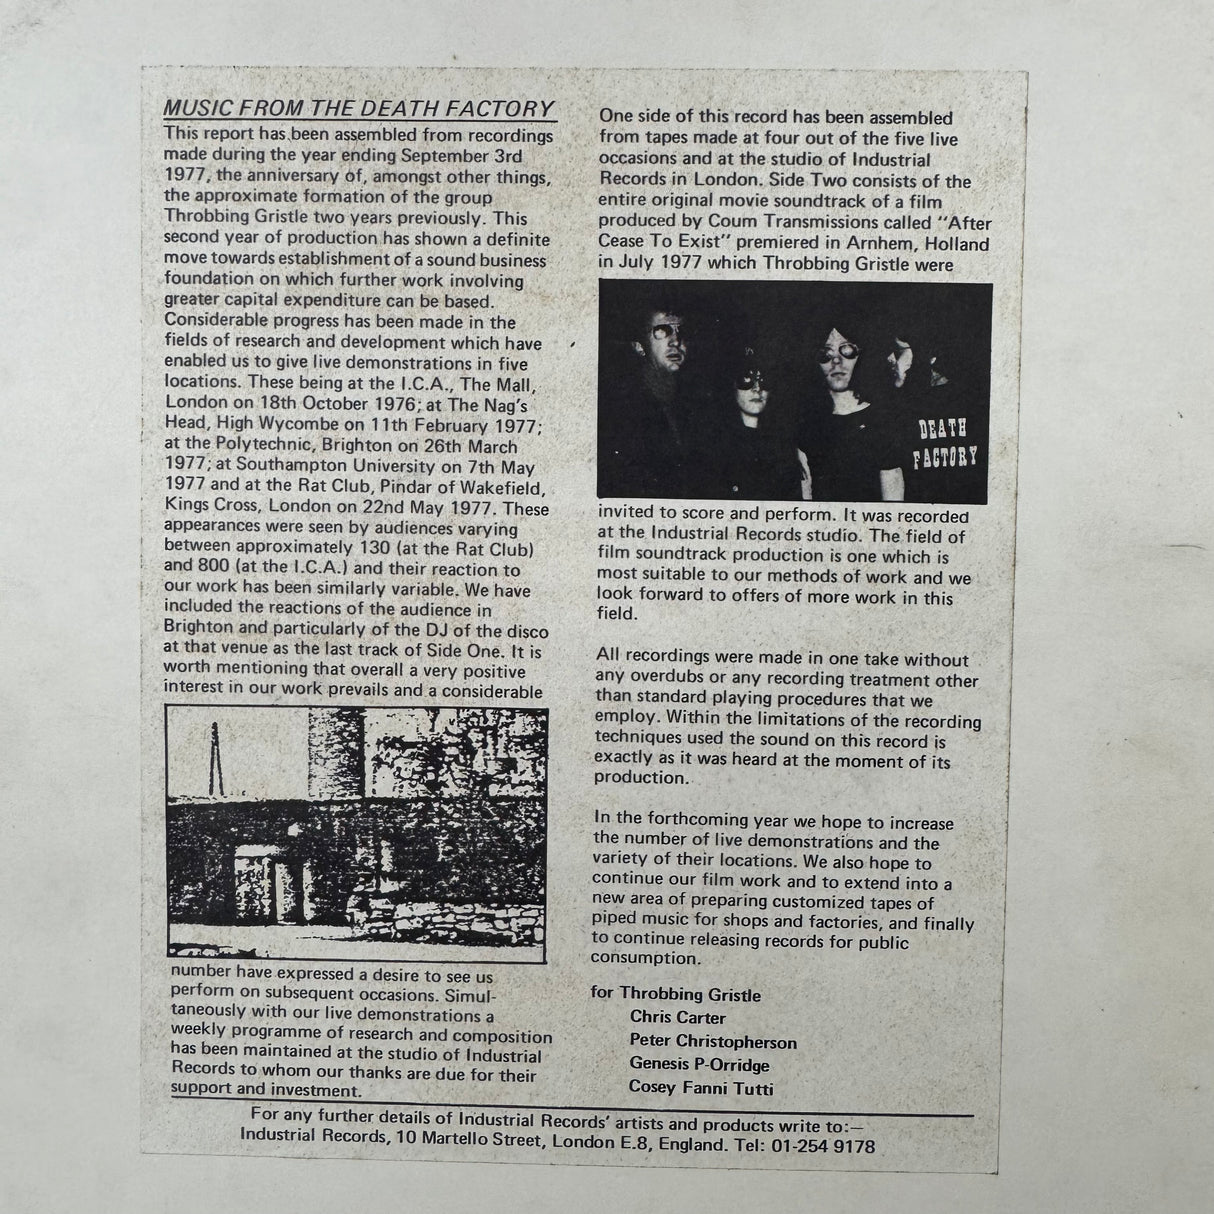 MUSIC FROM THE DEATH FACTORY
This report has been assembled from recordings
made during the year ending September 3rd
1977, the anniversary of, amongst other things,
the approximate formation of the group
Throbbing Gristle two years previously. This
second year of production has shown a definite
move towards establishment of a sound business
foundation on which further work involving
greater capital expenditure can be based.
Considerable progress has been made in the
fields of research and development which have
enabled us to give live demonstrations in five
locations. These being at the I.C.A., The Mall,
London on 18th October 1976; at The Nag's
Head, High Wycombe on 11th February 1977;
at the Polytechnic, Brighton on 26th March
1977; at Southampton University on 7th May
1977 and at the Rat Club, Pindar of Wakefield,
Kings Cross, London on 22nd May 1977. These
appearances were seen by audiences varying
between approximately 130 (at the Rat Club)
and 800 (at the I.C.A.) and their reaction to
our work has been similarly variable. We have
included the reactions of the audience in
Brighton and particularly of the DJ of the disco
at that venue as the last track of Side One. It is
worth mentioning that overall a very positive
interest in our work prevails and a considerable
number have expressed a desire to see us
perform on subsequent occasions. Simul-
taneously with our live demonstrations a
weekly programme of research and composition
has been maintained at the studio of Industrial
Records to whom our thanks are due for their
support and investment.
One side of this record has been assembled
from tapes made at four out of the five live
occasions and at the studio of Industrial
Records in London. Side Two consists of the
entire original movie soundtrack of a film
produced by Coum Transmissions called "After
Cease To Exist" premiered in Arnhem, Holland
in July 1977 which Throbbing Gristle were
DEATH
FACTORY
invited to score and perform. It was recorded
at the Industrial Records studio. The field of
film soundtrack production is one which is
most suitable to our methods of work and we
look forward to offers of more work in this
field.
All recordings were made in one take without
any overdubs or any recording treatment other
than standard playing procedures that we
employ. Within the limitations of the recording
techniques used the sound on this record is
exactly as it was heard at the moment of its
production.
In the forthcoming year we hope to increase
the number of live demonstrations and the
variety of their locations. We also hope to
continue our film work and to extend into a
new area of preparing customized tapes of
piped music for shops and factories, and finally
to continue releasing records for public
consumption.
for Throbbing Gristle
Chris Carter
Peter Christopherson
Genesis P-Orridge
Cosey Fanni Tutti
For any further details of Industrial Records' artists and products write to:—
Industrial Records, 10 Martello Street, London E.8, England. Tel: 01-254 9178